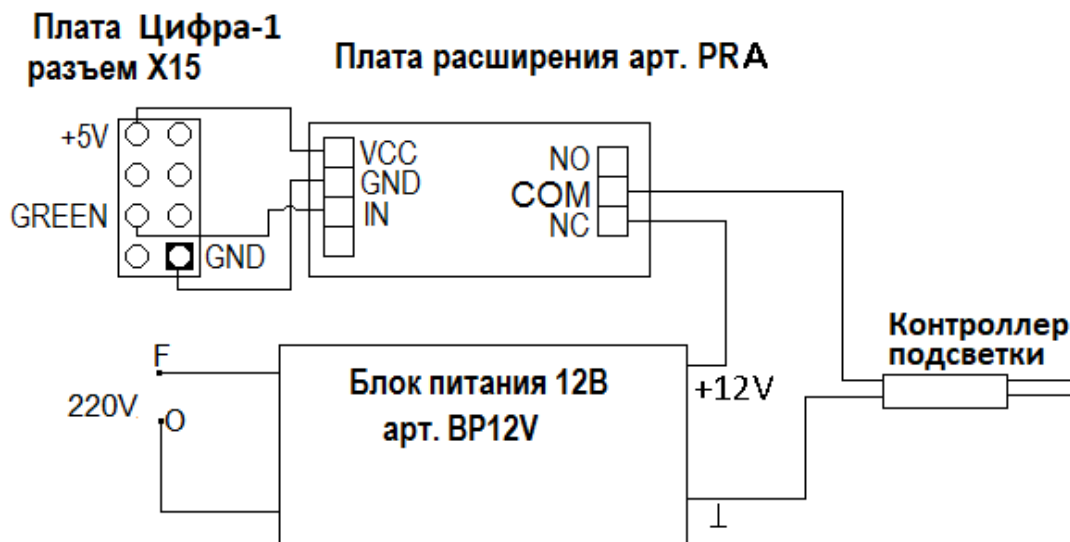 Плата Цифра-1
разъем X15
Плата расширения арт. PRA
+5V
GREEN
GND
VCC
GND
IN
NO
COM
NC
F
220V
O
Блок питания 12В
арт. BP12V
+12V
⊥
Контроллер
подсветки